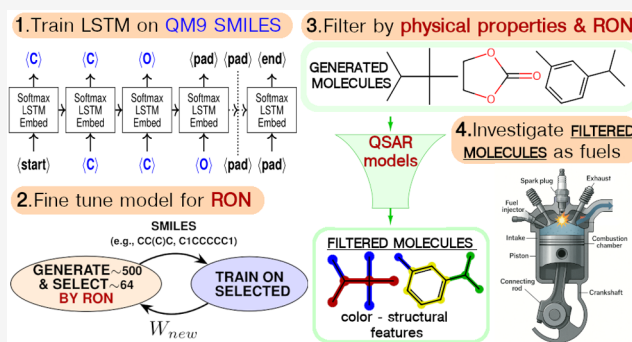 1.Train LSTM on QM9 SMILES
⟨C⟩ ⟨C⟩ ⟨O⟩ ⟨pad⟩ ⟨pad⟩ ⟨end⟩
Softmax Softmax Softmax Softmax Softmax
LSTM LSTM LSTM LSTM LSTM
Embed Embed Embed Embed Embed
⟨start⟩ ⟨C⟩ ⟨C⟩ ⟨O⟩ ⟨pad⟩ ⟨pad⟩
2.Fine tune model for RON
SMILES
(e.g., CC(C)C, C1CCCCC1)
GENERATE~500
& SELECT~64
BY RON
TRAIN ON
SELECTED
Wnew
3.Filter by physical properties & RON
GENERATED
MOLECULES
O
O
O
QSAR
models
FILTERED MOLECULES
color - structural
features
4.Investigate FILTERED
MOLECULES as fuels
Spark plug
Exhaust
Fuel
injector
Intake
Combustion
chamber
Piston
Connecting
rod
Crankshaft